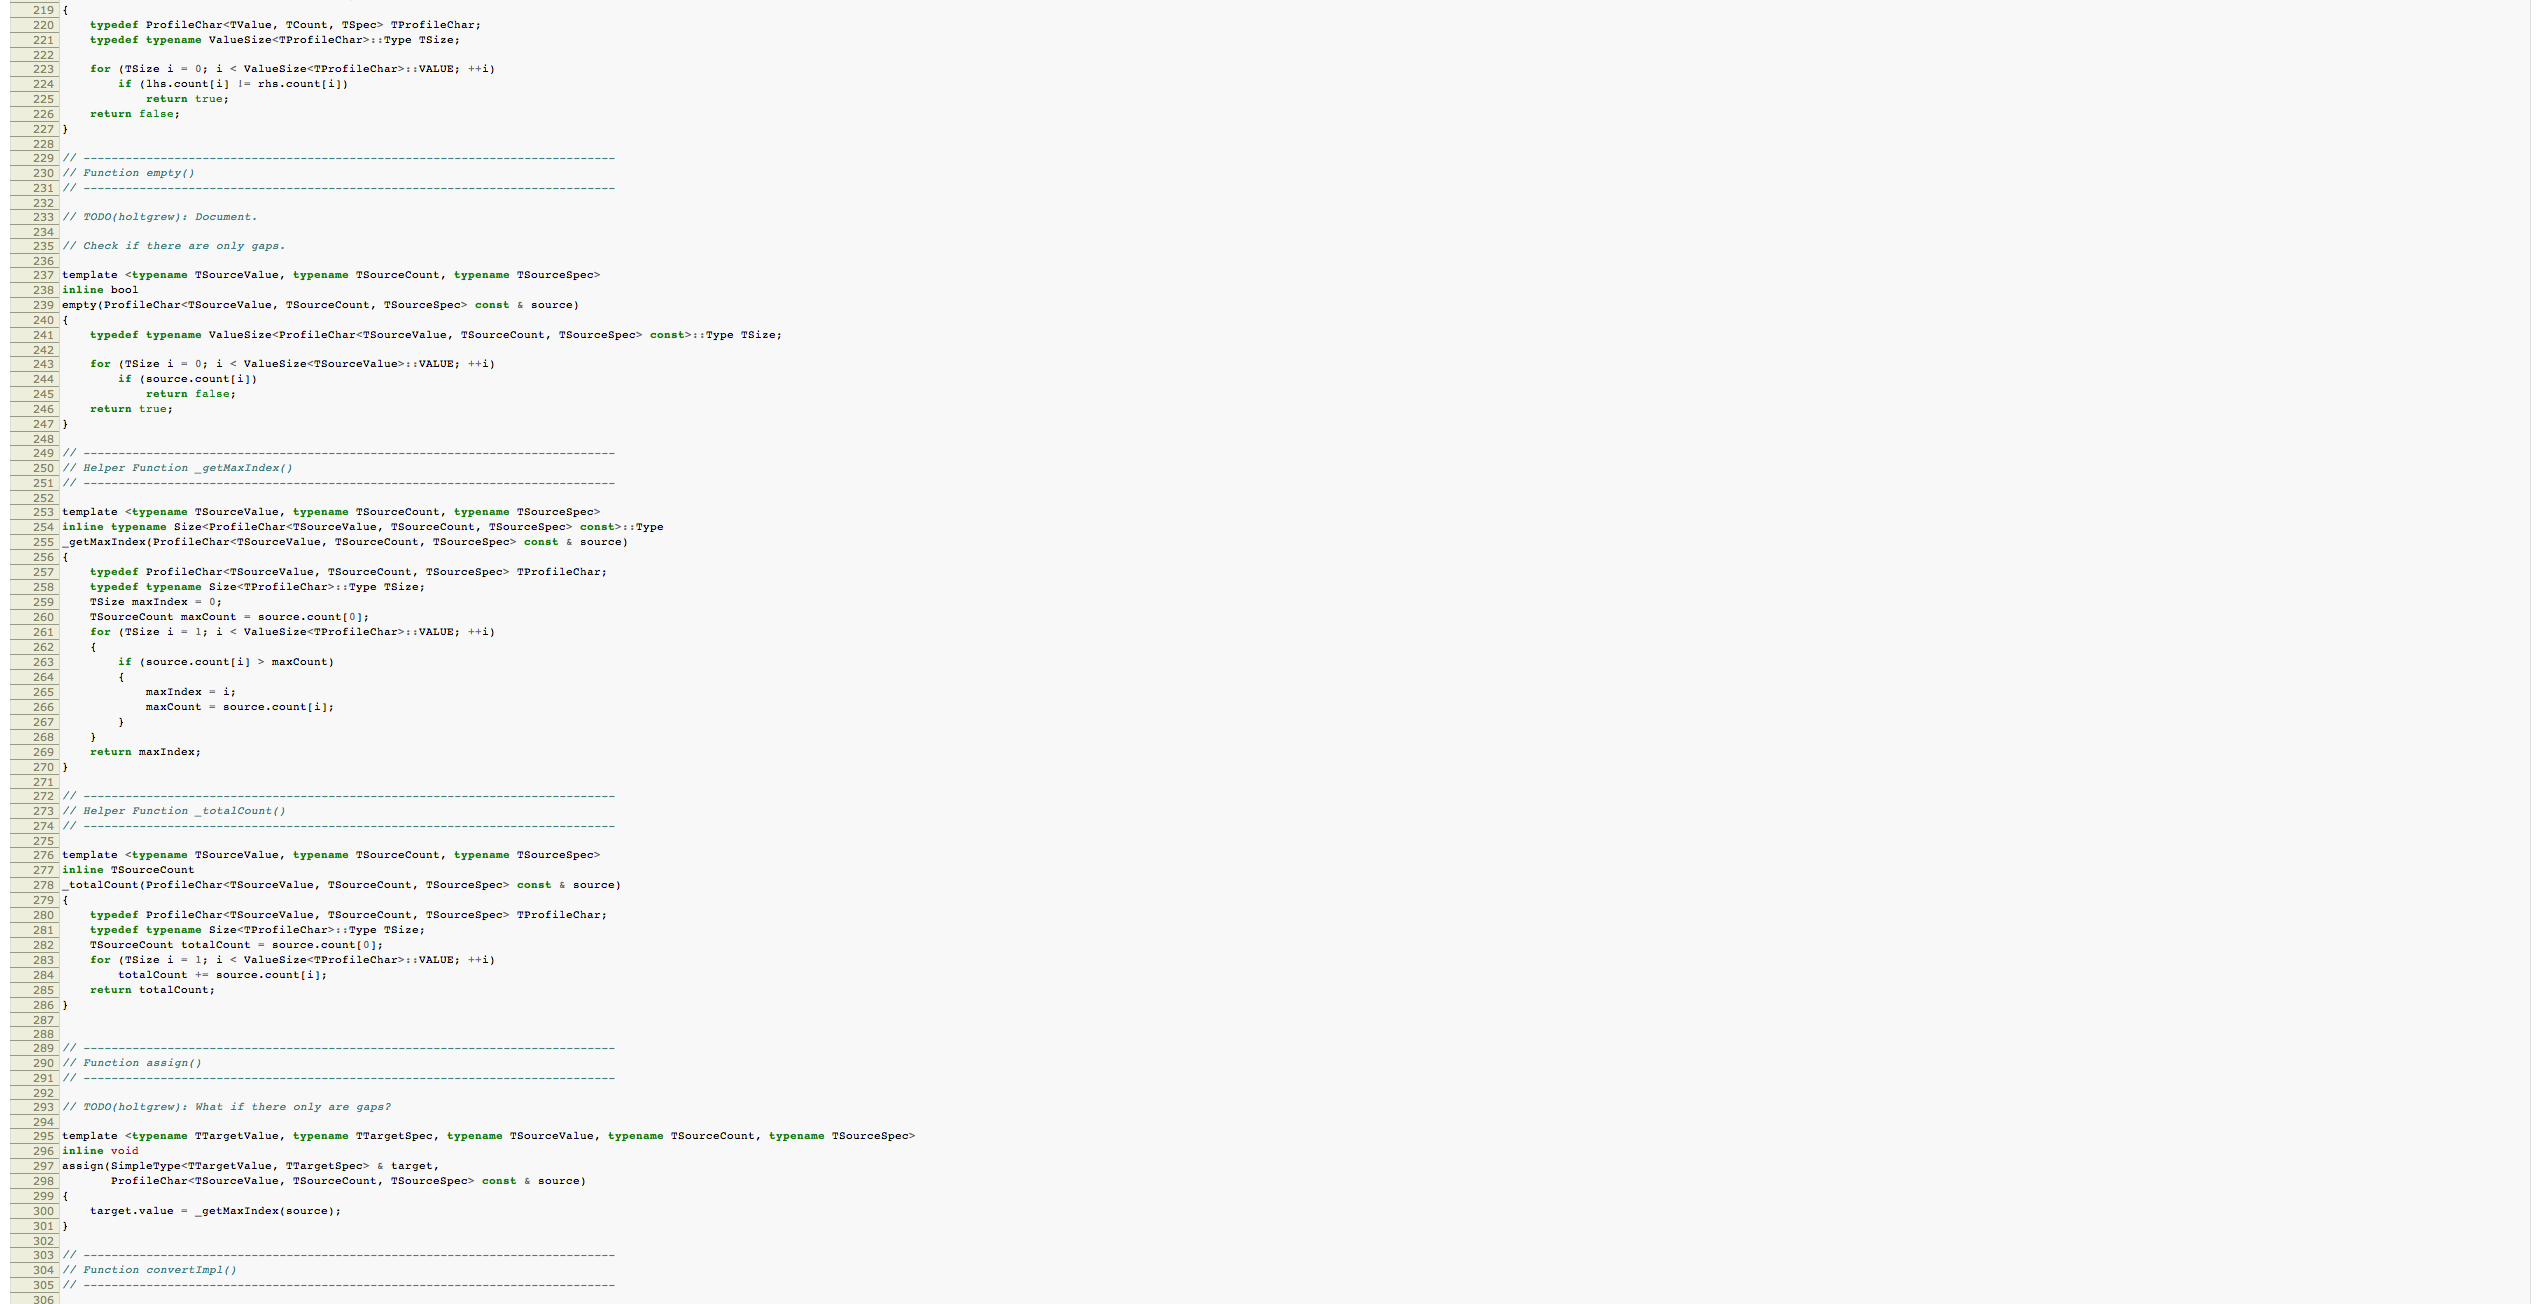 219 {
220     typedef ProfileChar<TValue, TCount, TSpec> TProfileChar;
221     typedef typename ValueSize<TProfileChar>::Type TSize;
222
223     for (TSize i = 0; i < ValueSize<TProfileChar>::VALUE; ++i)
224         if (lhs.count[i] != rhs.count[i])
225             return true;
226     return false;
227 }
228
229 // ----------------------------------------------------------------------------
230 // Function empty()
231 // ----------------------------------------------------------------------------
232
233 // TODO(holtgrew): Document.
234
235 // Check if there are only gaps.
236
237 template <typename TSourceValue, typename TSourceCount, typename TSourceSpec>
238 inline bool
239 empty(ProfileChar<TSourceValue, TSourceCount, TSourceSpec> const & source)
240 {
241     typedef typename ValueSize<ProfileChar<TSourceValue, TSourceCount, TSourceSpec> const>::Type TSize;
242
243     for (TSize i = 0; i < ValueSize<TSourceValue>::VALUE; ++i)
244         if (source.count[i])
245             return false;
246     return true;
247 }
248
249 // ----------------------------------------------------------------------------
250 // Helper Function _getMaxIndex()
251 // ----------------------------------------------------------------------------
252
253 template <typename TSourceValue, typename TSourceCount, typename TSourceSpec>
254 inline typename Size<ProfileChar<TSourceValue, TSourceCount, TSourceSpec> const>::Type
255 _getMaxIndex(ProfileChar<TSourceValue, TSourceCount, TSourceSpec> const & source)
256 {
257     typedef ProfileChar<TSourceValue, TSourceCount, TSourceSpec> TProfileChar;
258     typedef typename Size<TProfileChar>::Type TSize;
259     TSize maxIndex = 0;
260     TSourceCount maxCount = source.count[0];
261     for (TSize i = 1; i < ValueSize<TProfileChar>::VALUE; ++i)
262     {
263         if (source.count[i] > maxCount)
264         {
265             maxIndex = i;
266             maxCount = source.count[i];
267         }
268     }
269     return maxIndex;
270 }
271
272 // ----------------------------------------------------------------------------
273 // Helper Function _totalCount()
274 // ----------------------------------------------------------------------------
275
276 template <typename TSourceValue, typename TSourceCount, typename TSourceSpec>
277 inline TSourceCount
278 _totalCount(ProfileChar<TSourceValue, TSourceCount, TSourceSpec> const & source)
279 {
280     typedef ProfileChar<TSourceValue, TSourceCount, TSourceSpec> TProfileChar;
281     typedef typename Size<TProfileChar>::Type TSize;
282     TSourceCount totalCount = source.count[0];
283     for (TSize i = 1; i < ValueSize<TProfileChar>::VALUE; ++i)
284         totalCount += source.count[i];
285     return totalCount;
286 }
287
288
289 // ----------------------------------------------------------------------------
290 // Function assign()
291 // ----------------------------------------------------------------------------
292
293 // TODO(holtgrew): What if there only are gaps?
294
295 template <typename TTargetValue, typename TTargetSpec, typename TSourceValue, typename TSourceCount, typename TSourceSpec>
296 inline void
297 assign(SimpleType<TTargetValue, TTargetSpec> & target,
298        ProfileChar<TSourceValue, TSourceCount, TSourceSpec> const & source)
299 {
300     target.value = _getMaxIndex(source);
301 }
302
303 // ----------------------------------------------------------------------------
304 // Function convertImpl()
305 // ----------------------------------------------------------------------------
306